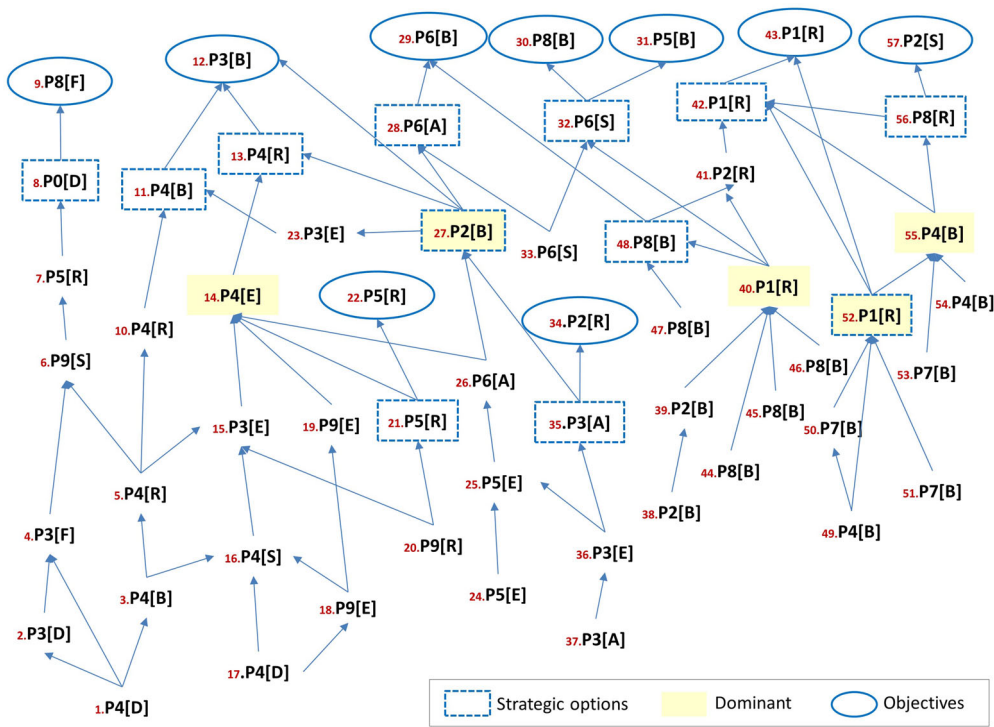 29.P6[B]
30.P8[B]
31.P5[B]
43.P1[R]
57.P2[S]
12.P3[B]
9.P8[F]
42.P1[R]
56.P8[R]
28.P6[A]
32.P6[S]
13.P4[R]
41.P2[R]
8.P0[D]
11.P4[B]
23.P3[E]
27.P2[B]
33.P6[S]
48.P8[B]
55.P4[B]
7.P5[R]
14.P4[E]
22.P5[R]
40.P1[R]
54.P4[B]
10.P4[R]
34.P2[R]
47.P8[B]
52.P1[R]
6.P9[S]
26.P6[A]
46.P8[B]
53.P7[B]
39.P2[B]
45.P8[B]
15.P3[E]
19.P9[E]
21.P5[R]
35.P3[A]
50.P7[B]
44.P8[B]
5.P4[R]
25.P5[E]
51.P7[B]
38.P2[B]
49.P4[B]
4.P3[F]
16.P4[S]
20.P9[R]
36.P3[E]
3.P4[B]
18.P9[E]
24.P5[E]
2.P3[D]
37.P3[A]
17.P4[D]
1.P4[D]
Strategic options
Dominant
Objectives